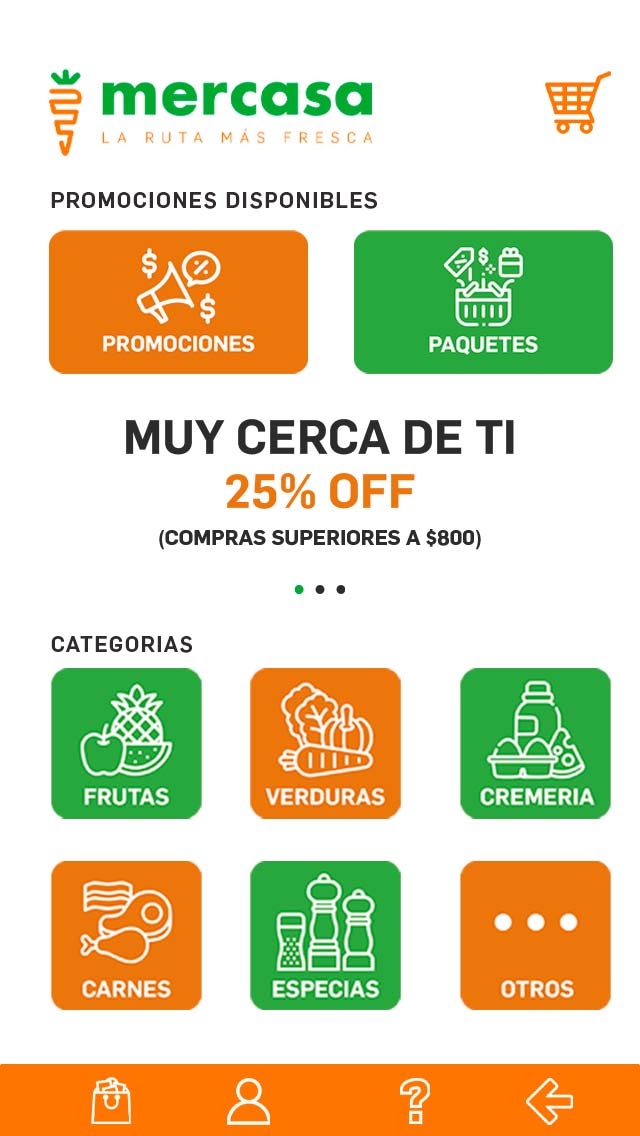 mercasa
LA RUTA MÁS FRESCA
PROMOCIONES DISPONIBLES
PROMOCIONES
PAQUETES
MUY CERCA DE TI
25% OFF
(COMPRAS SUPERIORES A $800)
CATEGORIAS
FRUTAS
VERDURAS
CREMERIA
CARNES
ESPECIAS
OTROS